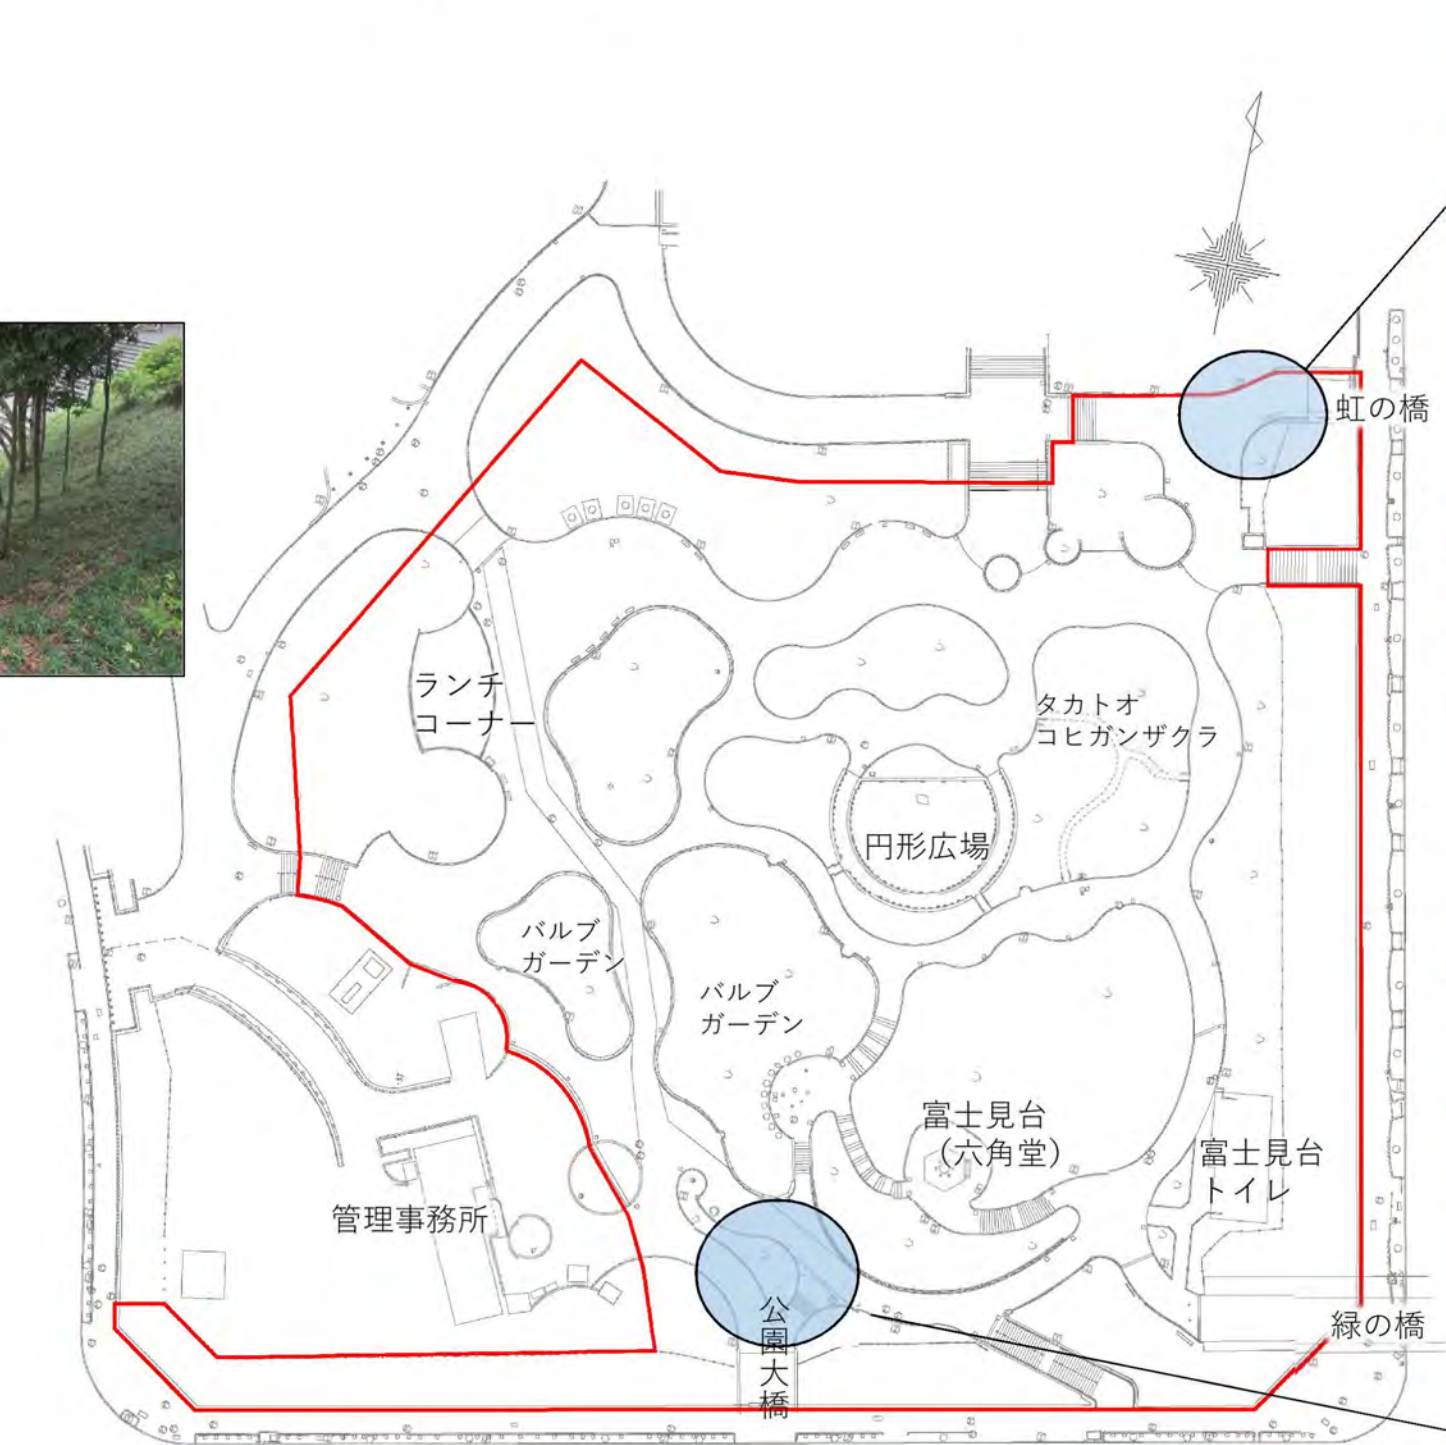 虹の橋
ランチ
コーナー
タカトオ
コヒガンザクラ
円形広場
バルブ
ガーデン
バルブ
ガーデン
富士見台
（六角堂）
富士見台
トイレ
管理事務所
公園大橋
緑の橋